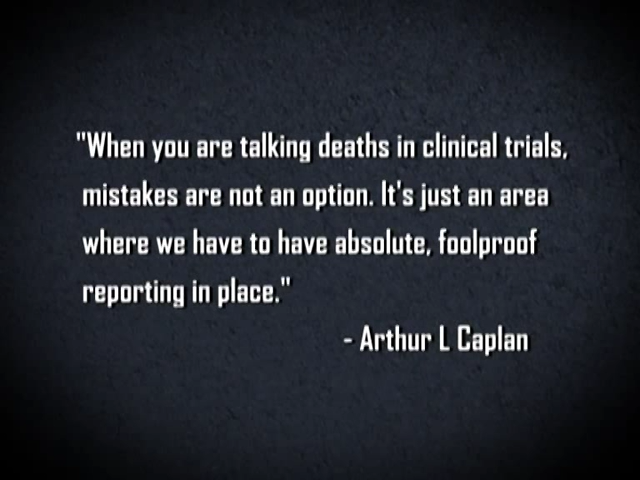 "When you are talking deaths in clinical trials,
mistakes are not an option. It's just an area
where we have to have absolute, foolproof
reporting in place."
- Arthur L Caplan